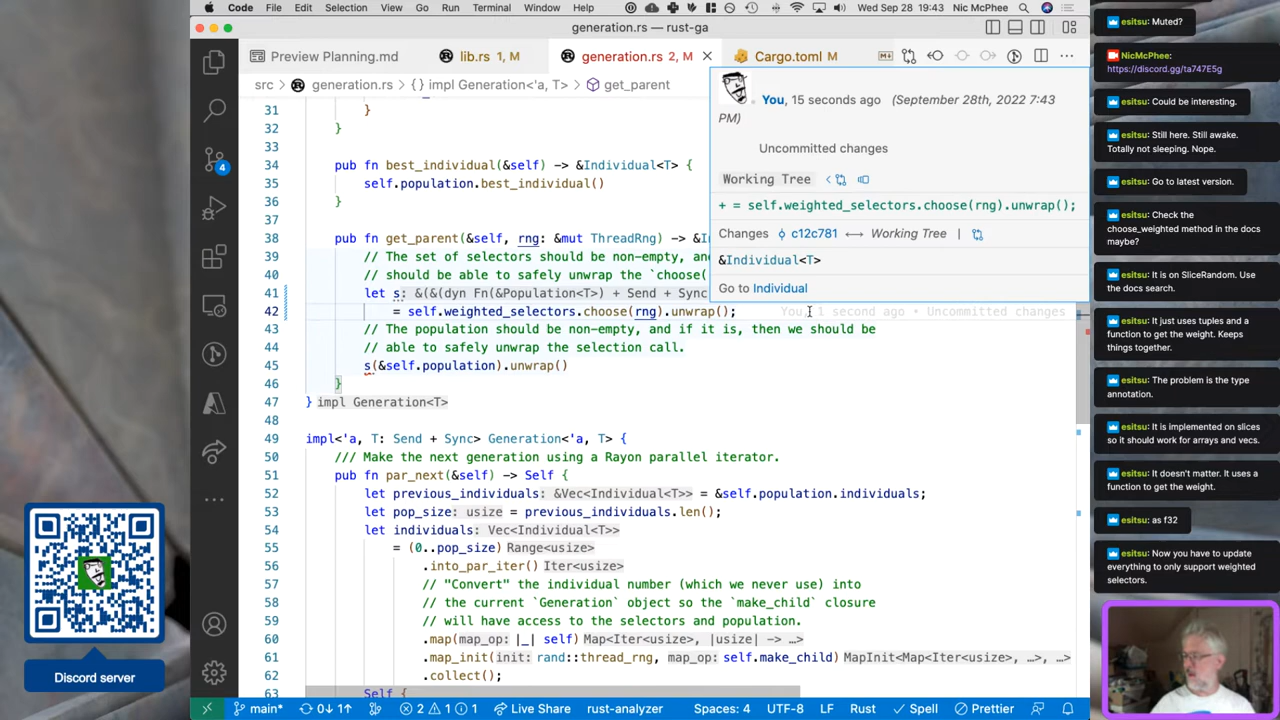 Code File Edit Selection View Go Run Terminal Window Help Wed Sep 28 19:43 Nic McPhee
generation.rs — rust-ga
Preview Planning.md
lib.rs 1, M
generation.rs 2, M
Cargo.toml M
src > generation.rs > {} impl Generation<'a, T> > get_parent
31 }
32 }
33
34 pub fn best_individual(&self) -> &Individual<T> {
35 self.population.best_individual()
36 }
37
38 pub fn get_parent(&self, rng: &mut ThreadRng) -> &In
39 // The set of selectors should be non-empty, and
40 // should be able to safely unwrap the `choose(
41 let s: &(&(dyn Fn(&Population<T>) + Send + Sync
42 = self.weighted_selectors.choose(rng).unwrap(); You, 1 second ago • Uncommitted changes
43 // The population should be non-empty, and if it is, then we should be
44 // able to safely unwrap the selection call.
45 s(&self.population).unwrap()
46 }
47 } impl Generation<T>
48
49 impl<'a, T: Send + Sync> Generation<'a, T> {
50 /// Make the next generation using a Rayon parallel iterator.
51 pub fn par_next(&self) -> Self {
52 let previous_individuals: &Vec<Individual<T>> = &self.population.individuals;
53 let pop_size: usize = previous_individuals.len();
54 let individuals: Vec<Individual<T>>
55 = (0..pop_size) Range<usize>
56 .into_par_iter() Iter<usize>
57 // "Convert" the individual number (which we never use) into
58 // the current `Generation` object so the `make_child` closure
59 // will have access to the selectors and population.
60 .map(map_op: |_| self) Map<Iter<usize>, |usize| -> …>
61 .map_init(init: rand::thread_rng, map_op: self.make_child) MapInit<Map<Iter<usize>, …>, …>
62 .collect();
63 Self {
You, 15 seconds ago (September 28th, 2022 7:43
PM)
Uncommitted changes
Working Tree
+ = self.weighted_selectors.choose(rng).unwrap();
Changes c12c781 Working Tree |
&Individual<T>
Go to Individual
4
main* 0↓ 1↑ 2 1 1 Live Share rust-analyzer Spaces: 4 UTF-8 LF Rust Spell Prettier
Discord server
esitsu: Muted?
NicMcPhee:
https://discord.gg/ta747E5g
esitsu: Could be interesting.
esitsu: Still here. Still awake.
Totally not sleeping. Nope.
esitsu: Go to latest version.
esitsu: Check the
choose_weighted method in the docs
maybe?
esitsu: It is on SliceRandom. Use
the docs search.
esitsu: It just uses tuples and a
function to get the weight. Keeps
things together.
esitsu: The problem is the type
annotation.
esitsu: It is implemented on slices
so it should work for arrays and vecs.
esitsu: It doesn't matter. It uses a
function to get the weight.
esitsu: as f32
esitsu: Now you have to update
everything to only support weighted
selectors.